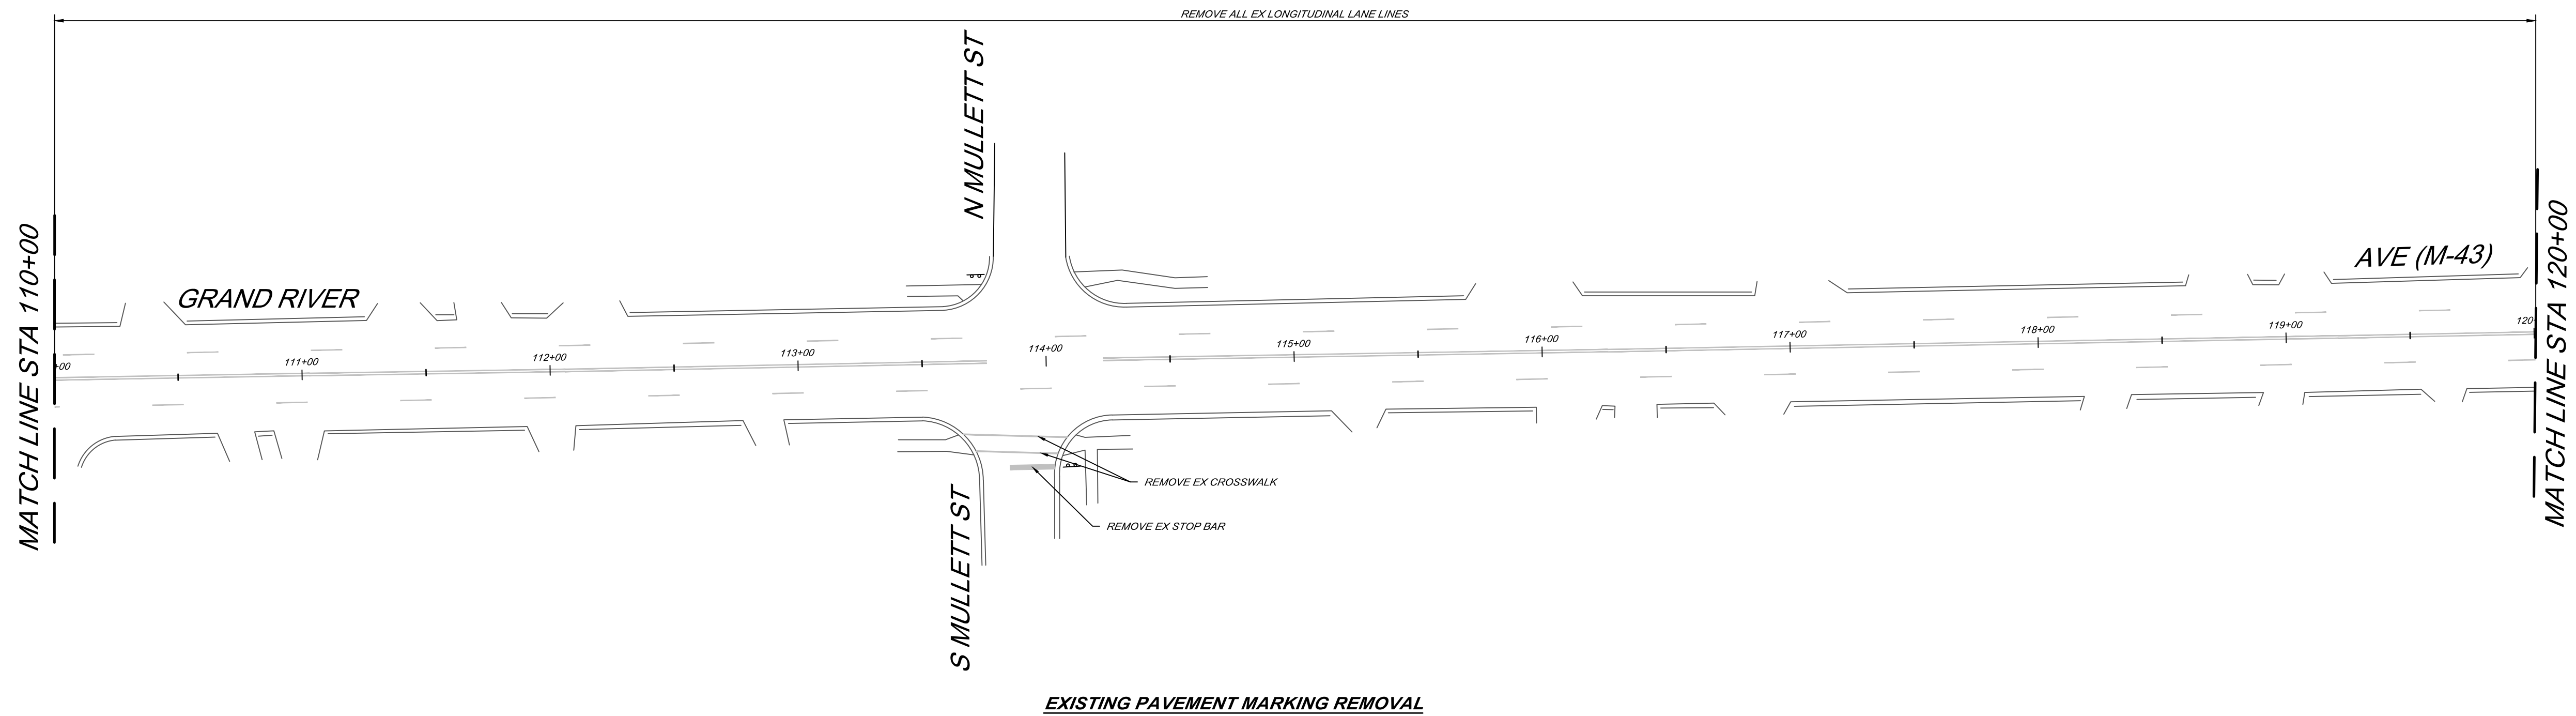 REMOVE ALL EX LONGITUDINAL LANE LINES
N MULLETT ST
GRAND RIVER
AVE (M-43)
MATCH LINE STA 110+00
MATCH LINE STA 120+00
+00
111+00
112+00
113+00
114+00
115+00
116+00
117+00
118+00
119+00
120
REMOVE EX CROSSWALK
REMOVE EX STOP BAR
S MULLETT ST
EXISTING PAVEMENT MARKING REMOVAL